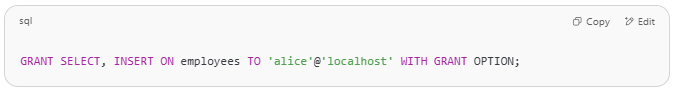 sql
Copy
Edit
GRANT SELECT, INSERT ON employees TO 'alice'@'localhost' WITH GRANT OPTION;